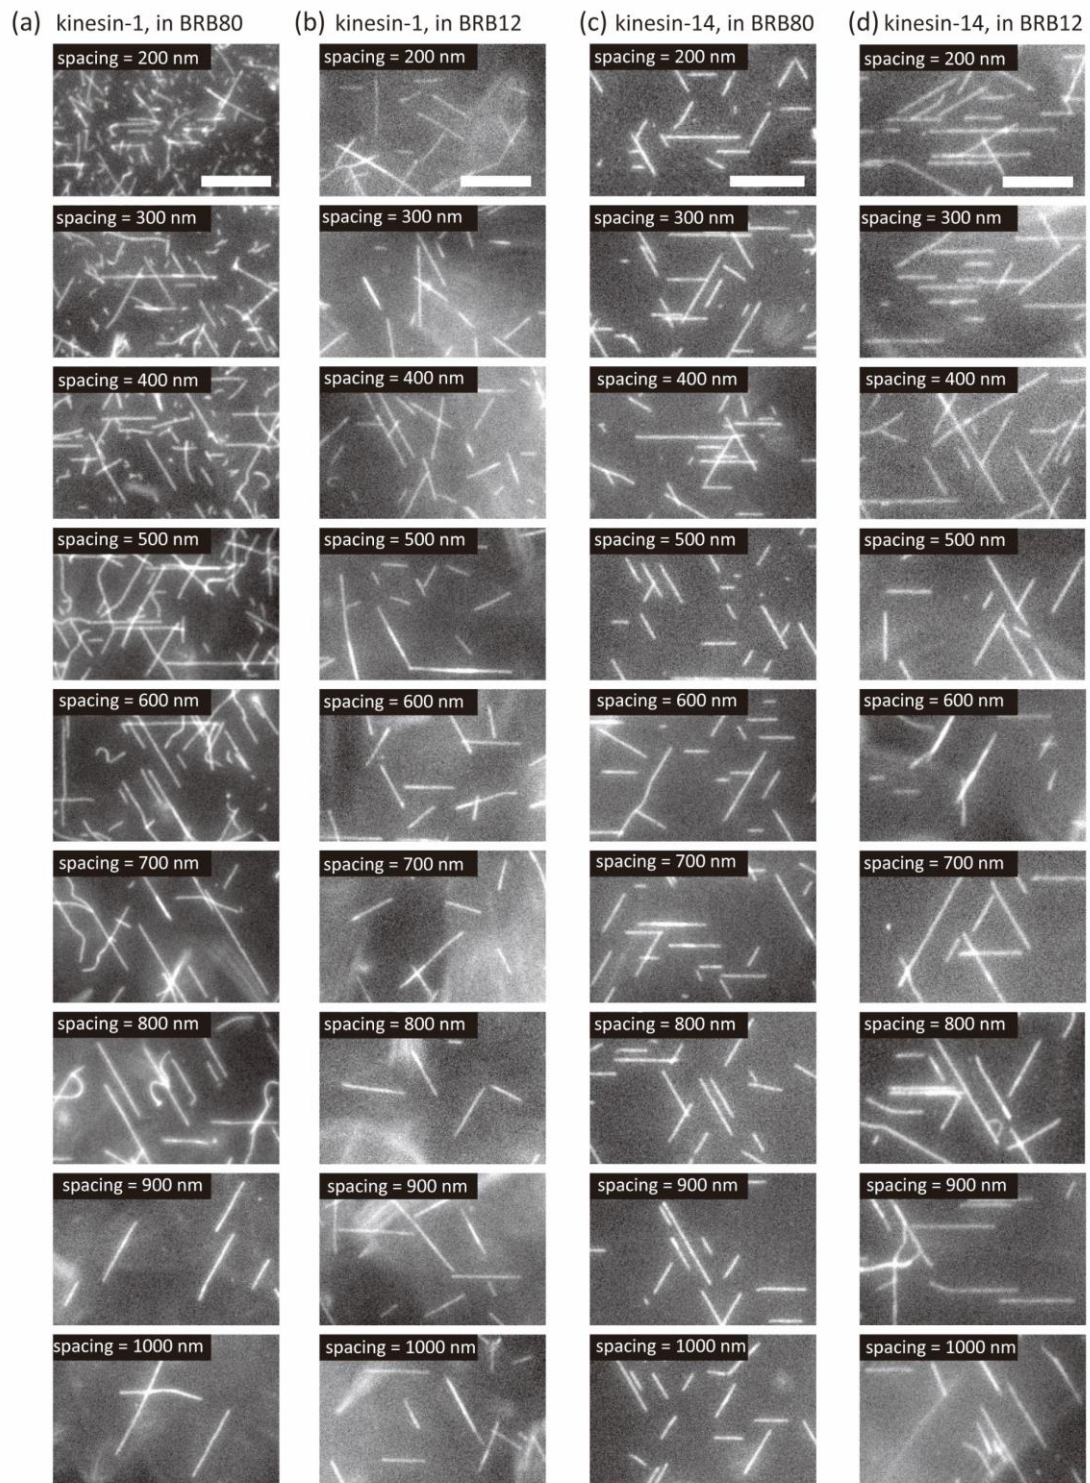 (a) kinesin-1, in BRB80
(b) kinesin-1, in BRB12
(c) kinesin-14, in BRB80
(d) kinesin-14, in BRB12
spacing = 200 nm
spacing = 200 nm
spacing = 200 nm
spacing = 200 nm
spacing = 300 nm
spacing = 300 nm
spacing = 300 nm
spacing = 300 nm
spacing = 400 nm
spacing = 400 nm
spacing = 400 nm
spacing = 400 nm
spacing = 500 nm
spacing = 500 nm
spacing = 500 nm
spacing = 500 nm
spacing = 600 nm
spacing = 600 nm
spacing = 600 nm
spacing = 600 nm
spacing = 700 nm
spacing = 700 nm
spacing = 700 nm
spacing = 700 nm
spacing = 800 nm
spacing = 800 nm
spacing = 800 nm
spacing = 800 nm
spacing = 900 nm
spacing = 900 nm
spacing = 900 nm
spacing = 900 nm
spacing = 1000 nm
spacing = 1000 nm
spacing = 1000 nm
spacing = 1000 nm